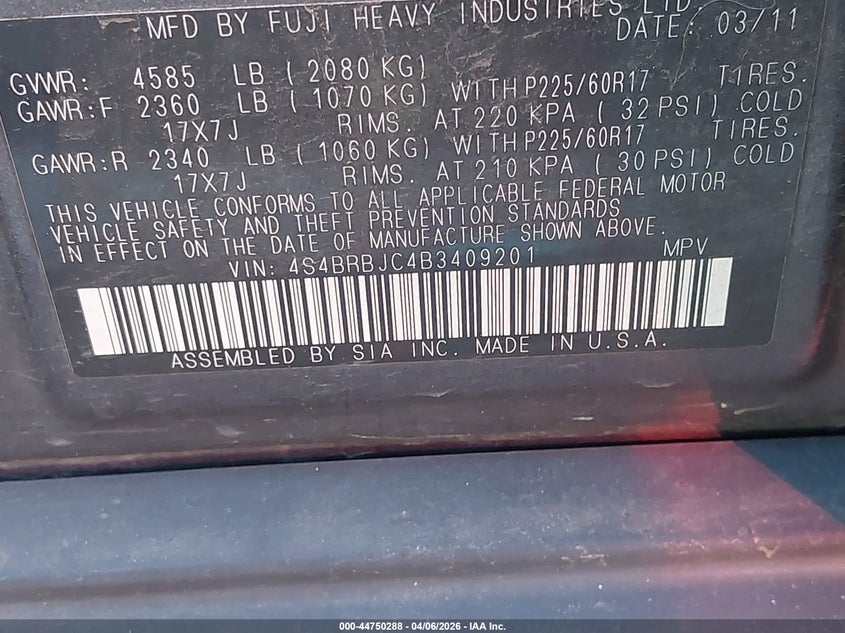 MFD BY FUJI HEAVY INDUSTRIES LTD
DATE: 03/11
GVWR: 4585 LB ( 2080 KG)
GAWR:F 2360 LB ( 1070 KG) WITH P225/60R17 TIRES.
17X7J RIMS. AT 220 KPA ( 32 PSI) COLD
GAWR:R 2340 LB ( 1060 KG) WITH P225/60R17 TIRES.
17X7J RIMS. AT 210 KPA ( 30 PSI) COLD
THIS VEHICLE CONFORMS TO ALL APPLICABLE FEDERAL MOTOR
VEHICLE SAFETY AND THEFT PREVENTION STANDARDS
IN EFFECT ON THE DATE OF MANUFACTURE SHOWN ABOVE.
VIN: 4S4BRBJC4B3409201 MPV
ASSEMBLED BY SIA INC. MADE IN U.S.A.
000-44750288 - 04/06/2026 - IAA Inc.